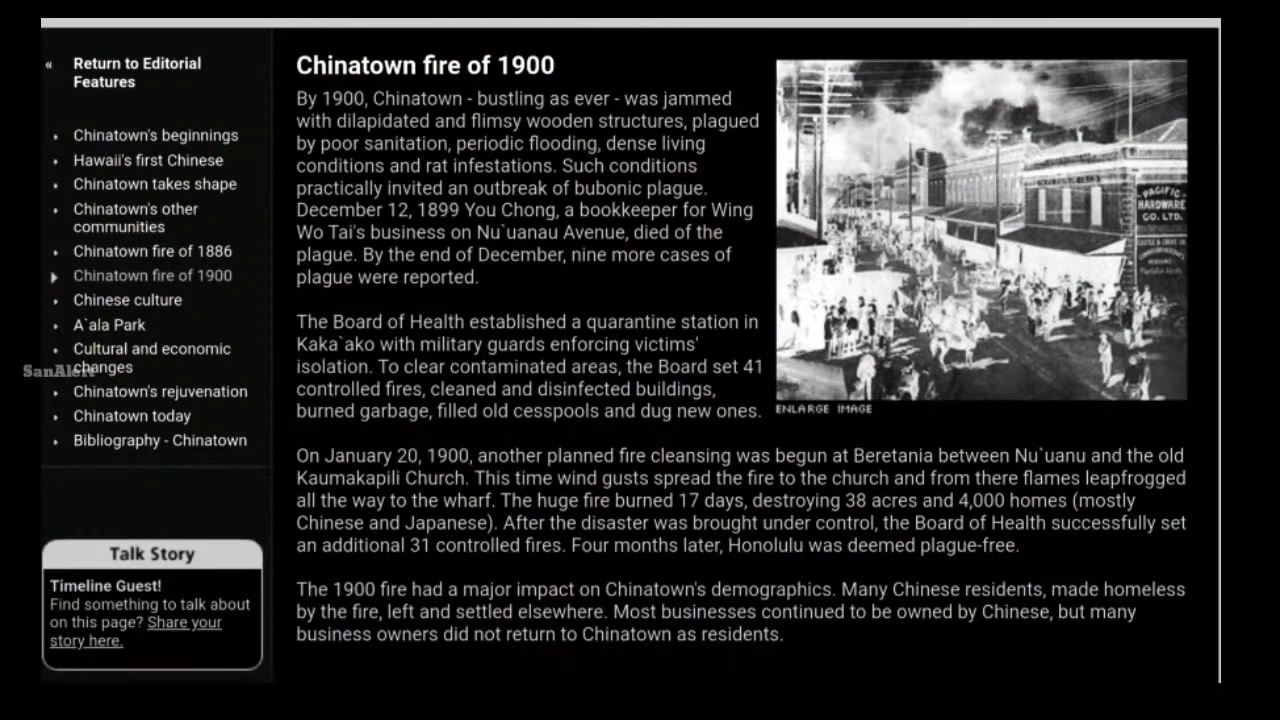 « Return to Editorial
Features
Chinatown's beginnings
Hawaii's first Chinese
Chinatown takes shape
Chinatown's other
communities
Chinatown fire of 1886
Chinatown fire of 1900
Chinese culture
A`ala Park
Cultural and economic
changes
SanAlert
Chinatown's rejuvenation
Chinatown today
Bibliography - Chinatown
Talk Story
Timeline Guest!
Find something to talk about
on this page? Share your
story here.
Chinatown fire of 1900
By 1900, Chinatown - bustling as ever - was jammed
with dilapidated and flimsy wooden structures, plagued
by poor sanitation, periodic flooding, dense living
conditions and rat infestations. Such conditions
practically invited an outbreak of bubonic plague.
December 12, 1899 You Chong, a bookkeeper for Wing
Wo Tai's business on Nu`uanau Avenue, died of the
plague. By the end of December, nine more cases of
plague were reported.
The Board of Health established a quarantine station in
Kaka`ako with military guards enforcing victims'
isolation. To clear contaminated areas, the Board set 41
controlled fires, cleaned and disinfected buildings,
burned garbage, filled old cesspools and dug new ones.
PACIFIC
HARDWARE
CO. LTD.
ENLARGE IMAGE
On January 20, 1900, another planned fire cleansing was begun at Beretania between Nu`uanu and the old
Kaumakapili Church. This time wind gusts spread the fire to the church and from there flames leapfrogged
all the way to the wharf. The huge fire burned 17 days, destroying 38 acres and 4,000 homes (mostly
Chinese and Japanese). After the disaster was brought under control, the Board of Health successfully set
an additional 31 controlled fires. Four months later, Honolulu was deemed plague-free.
The 1900 fire had a major impact on Chinatown's demographics. Many Chinese residents, made homeless
by the fire, left and settled elsewhere. Most businesses continued to be owned by Chinese, but many
business owners did not return to Chinatown as residents.